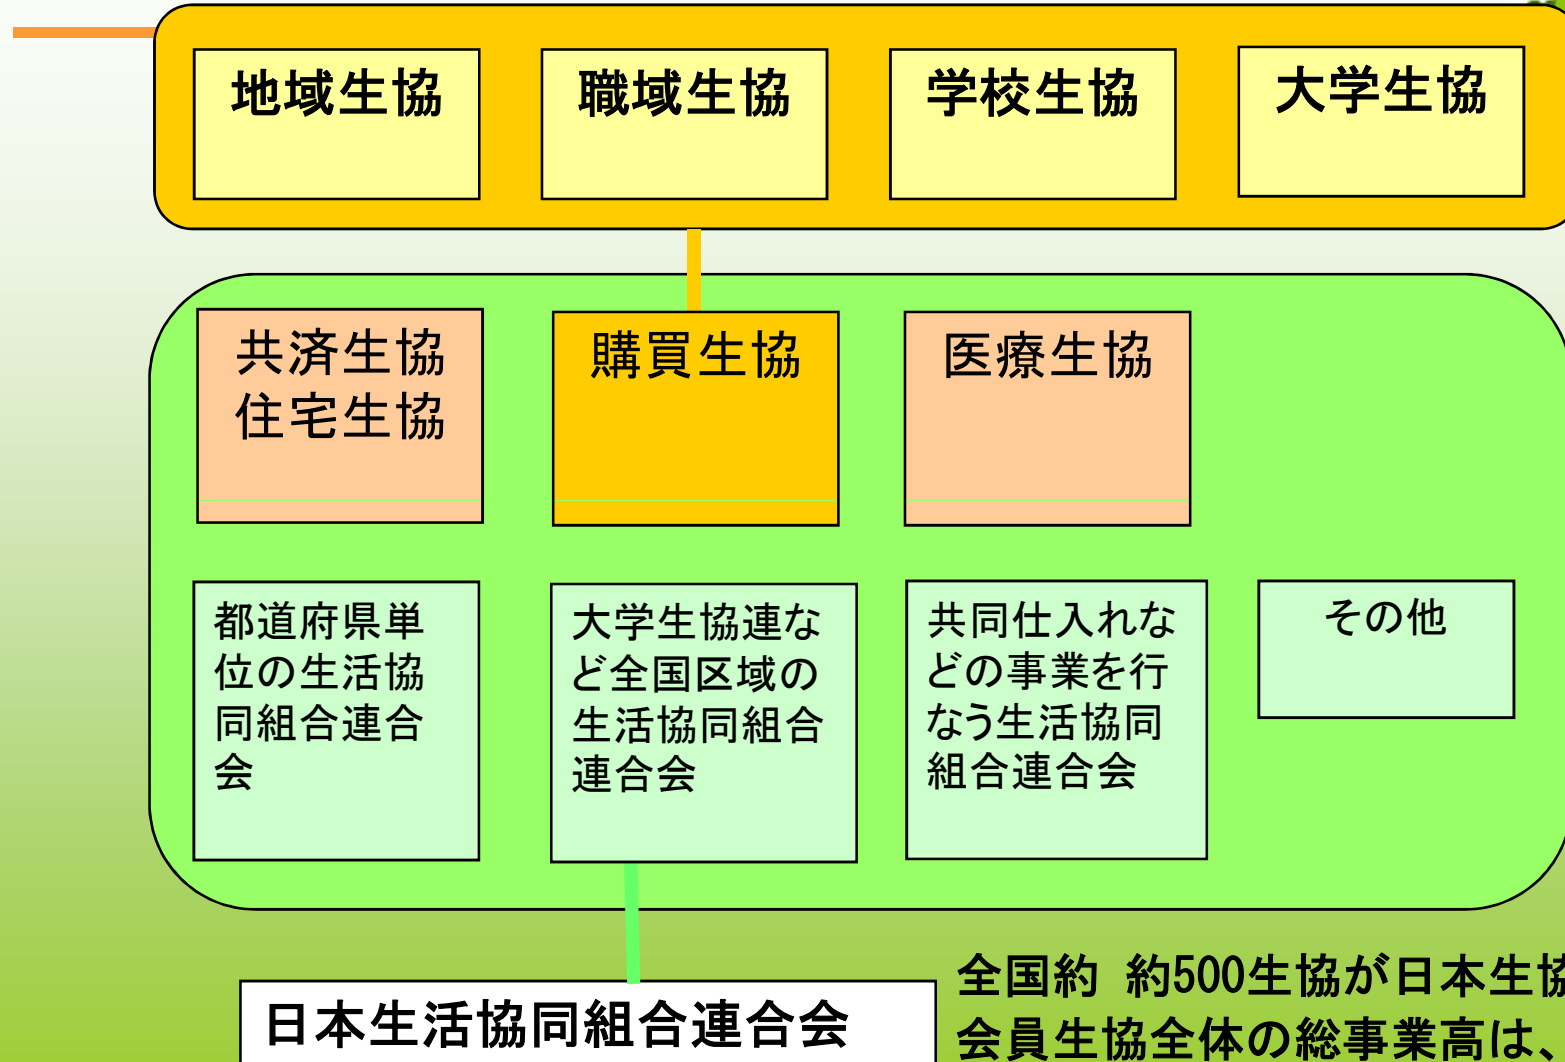 地域生協
職域生協
学校生協
大学生協
共済生協
住宅生協
購買生協
医療生協
都道府県単
位の生活協
同組合連合
会
大学生協連な
ど全国区域の
生活協同組合
連合会
共同仕入れな
どの事業を行
なう生活協同
組合連合会
その他
日本生活協同組合連合会
全国約 約500生協が日本生協
会員生協全体の総事業高は、